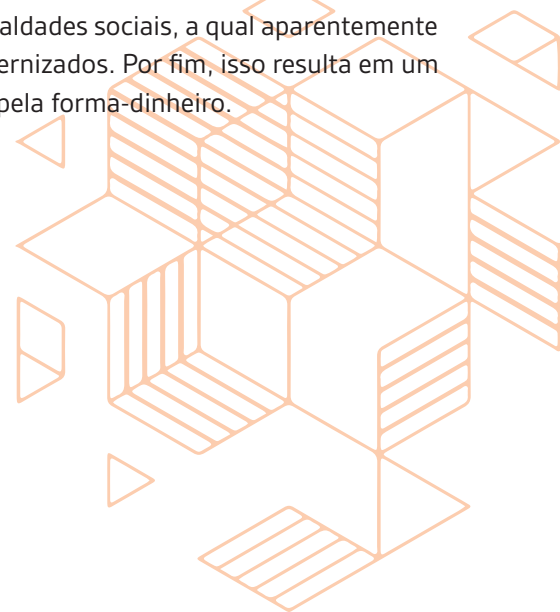 aldades sociais, a qual aparentemente
ernizados. Por fim, isso resulta em um
pela forma-dinheiro.